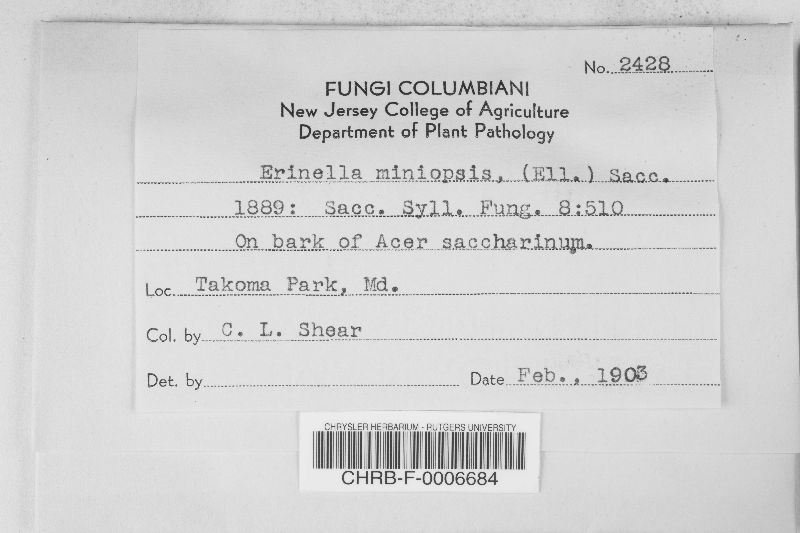 No. 2428
FUNGI COLUMBIANI
New Jersey College of Agriculture
Department of Plant Pathology
Erinella miniopsis, (Ell.) Sacc.
1889: Sacc. Syll. Fung. 8:510
On bark of Acer saccharinum.
Loc. Takoma Park, Md.
Col. by C. L. Shear
Det. by Date Feb., 1903
CHRYSLER HERBARIUM - RUTGERS UNIVERSITY
CHRB-F-0006684